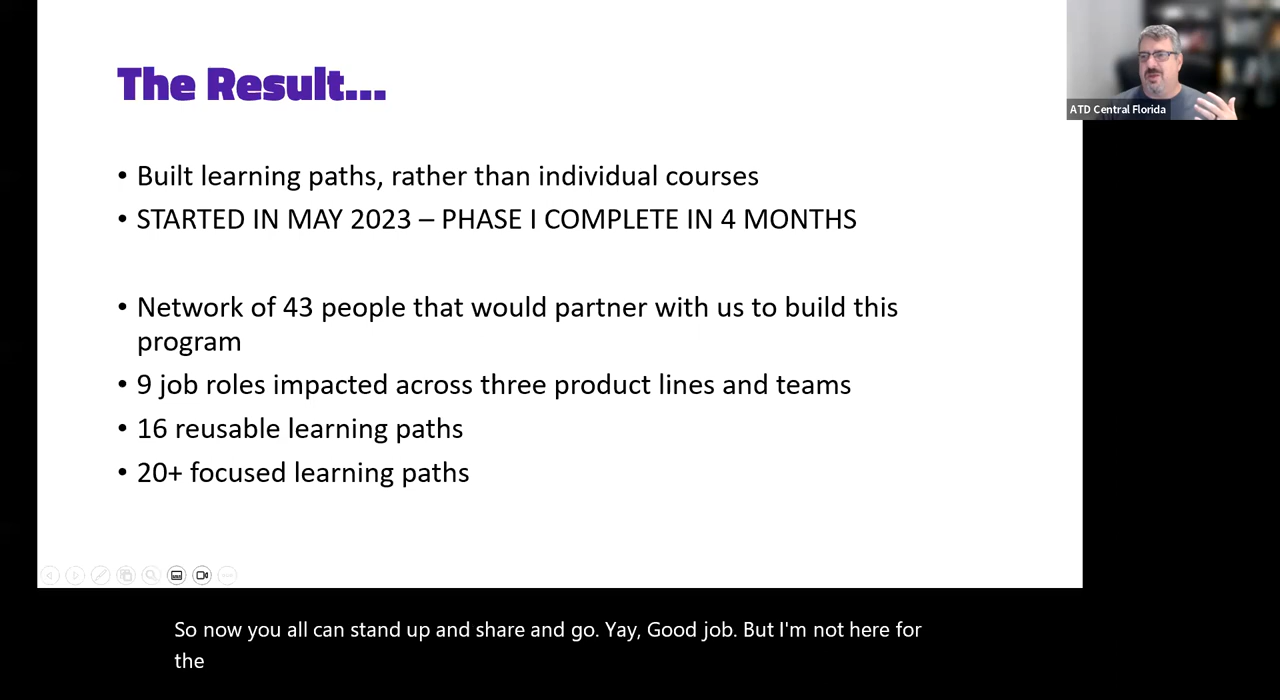 The Result...
ATD Central Florida
• Built learning paths, rather than individual courses
• STARTED IN MAY 2023 – PHASE I COMPLETE IN 4 MONTHS
• Network of 43 people that would partner with us to build this
program
• 9 job roles impacted across three product lines and teams
• 16 reusable learning paths
• 20+ focused learning paths
So now you all can stand up and share and go. Yay, Good job. But I'm not here for
the